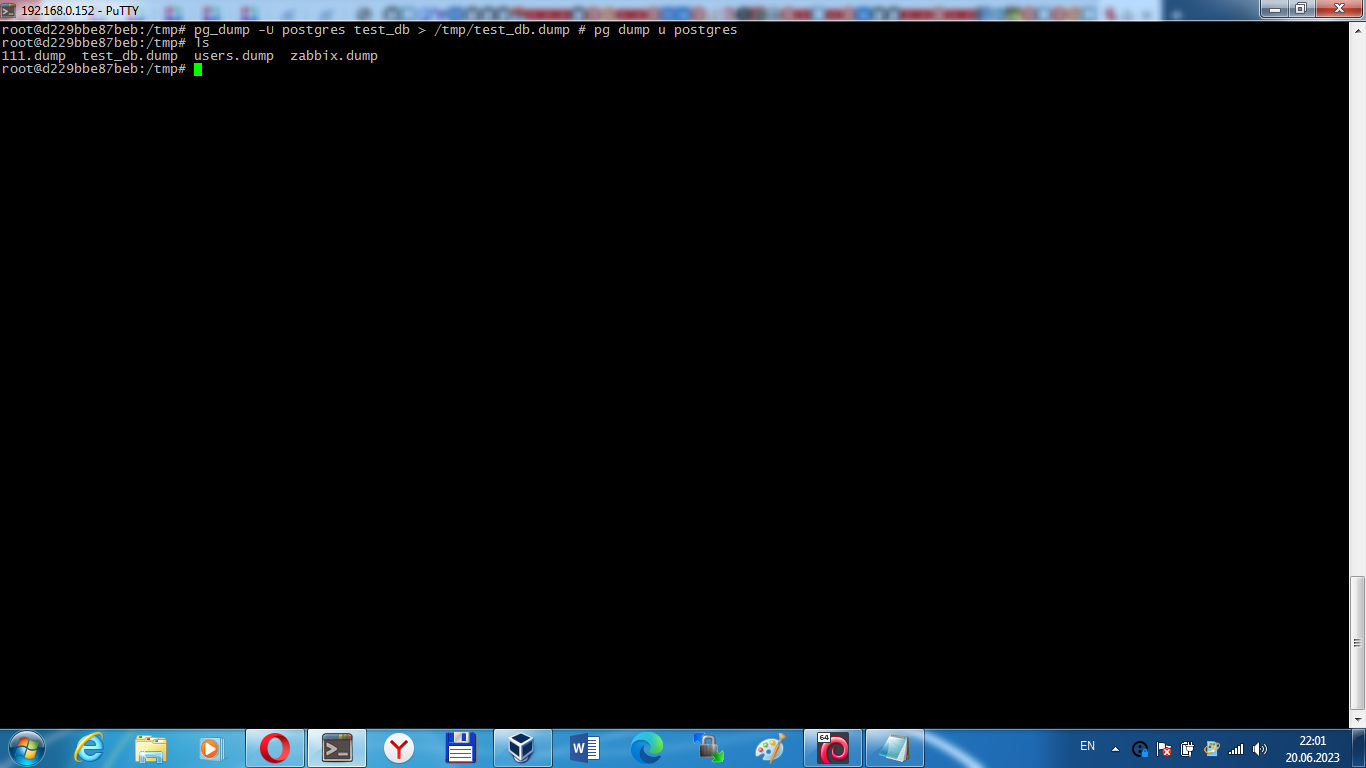 192.168.0.152 - PuTTY
root@d229bbe87beb:/tmp# pg_dump -U postgres test_db > /tmp/test_db.dump # pg dump u postgres
root@d229bbe87beb:/tmp# ls
111.dump  test_db.dump  users.dump  zabbix.dump
root@d229bbe87beb:/tmp#
64
EN
22:01
20.06.2023